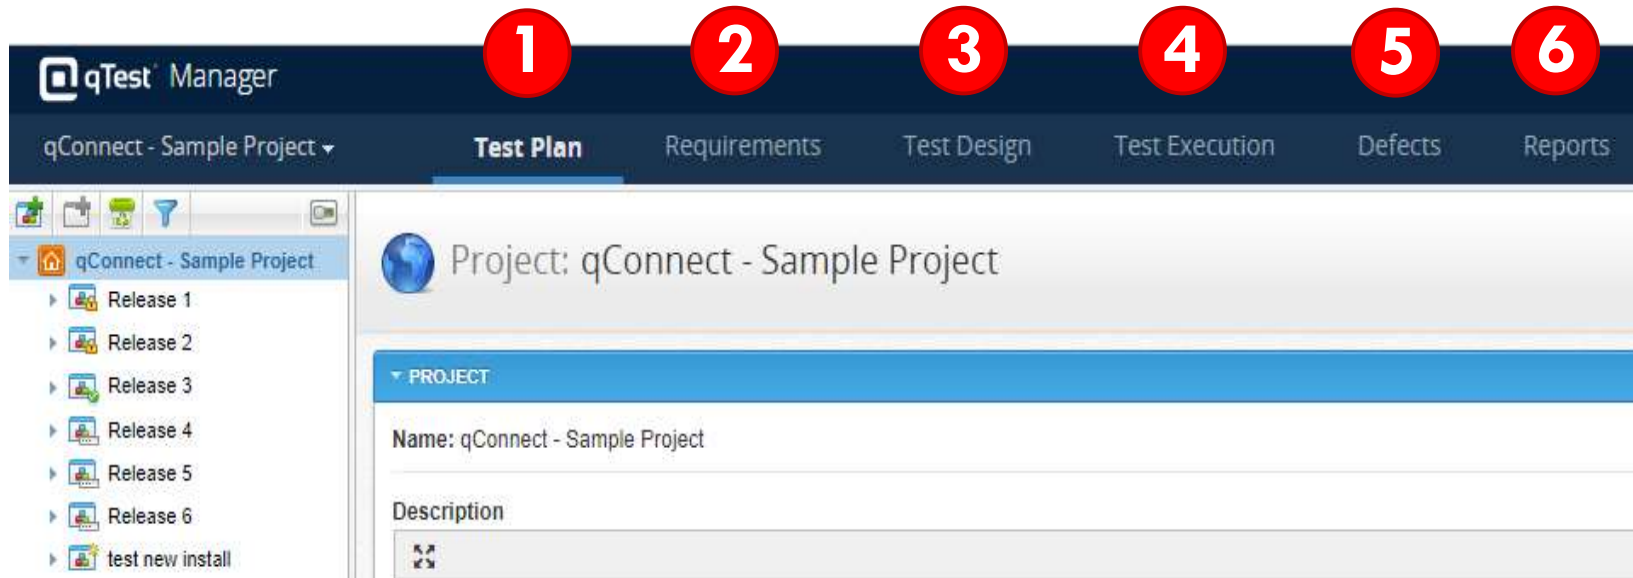 1 2 3 4 5 6
qTest Manager
qConnect - Sample Project
Test Plan Requirements Test Design Test Execution Defects Reports
qConnect - Sample Project
Release 1
Release 2
Release 3
Release 4
Release 5
Release 6
test new install
Project: qConnect - Sample Project
PROJECT
Name: qConnect - Sample Project
Description